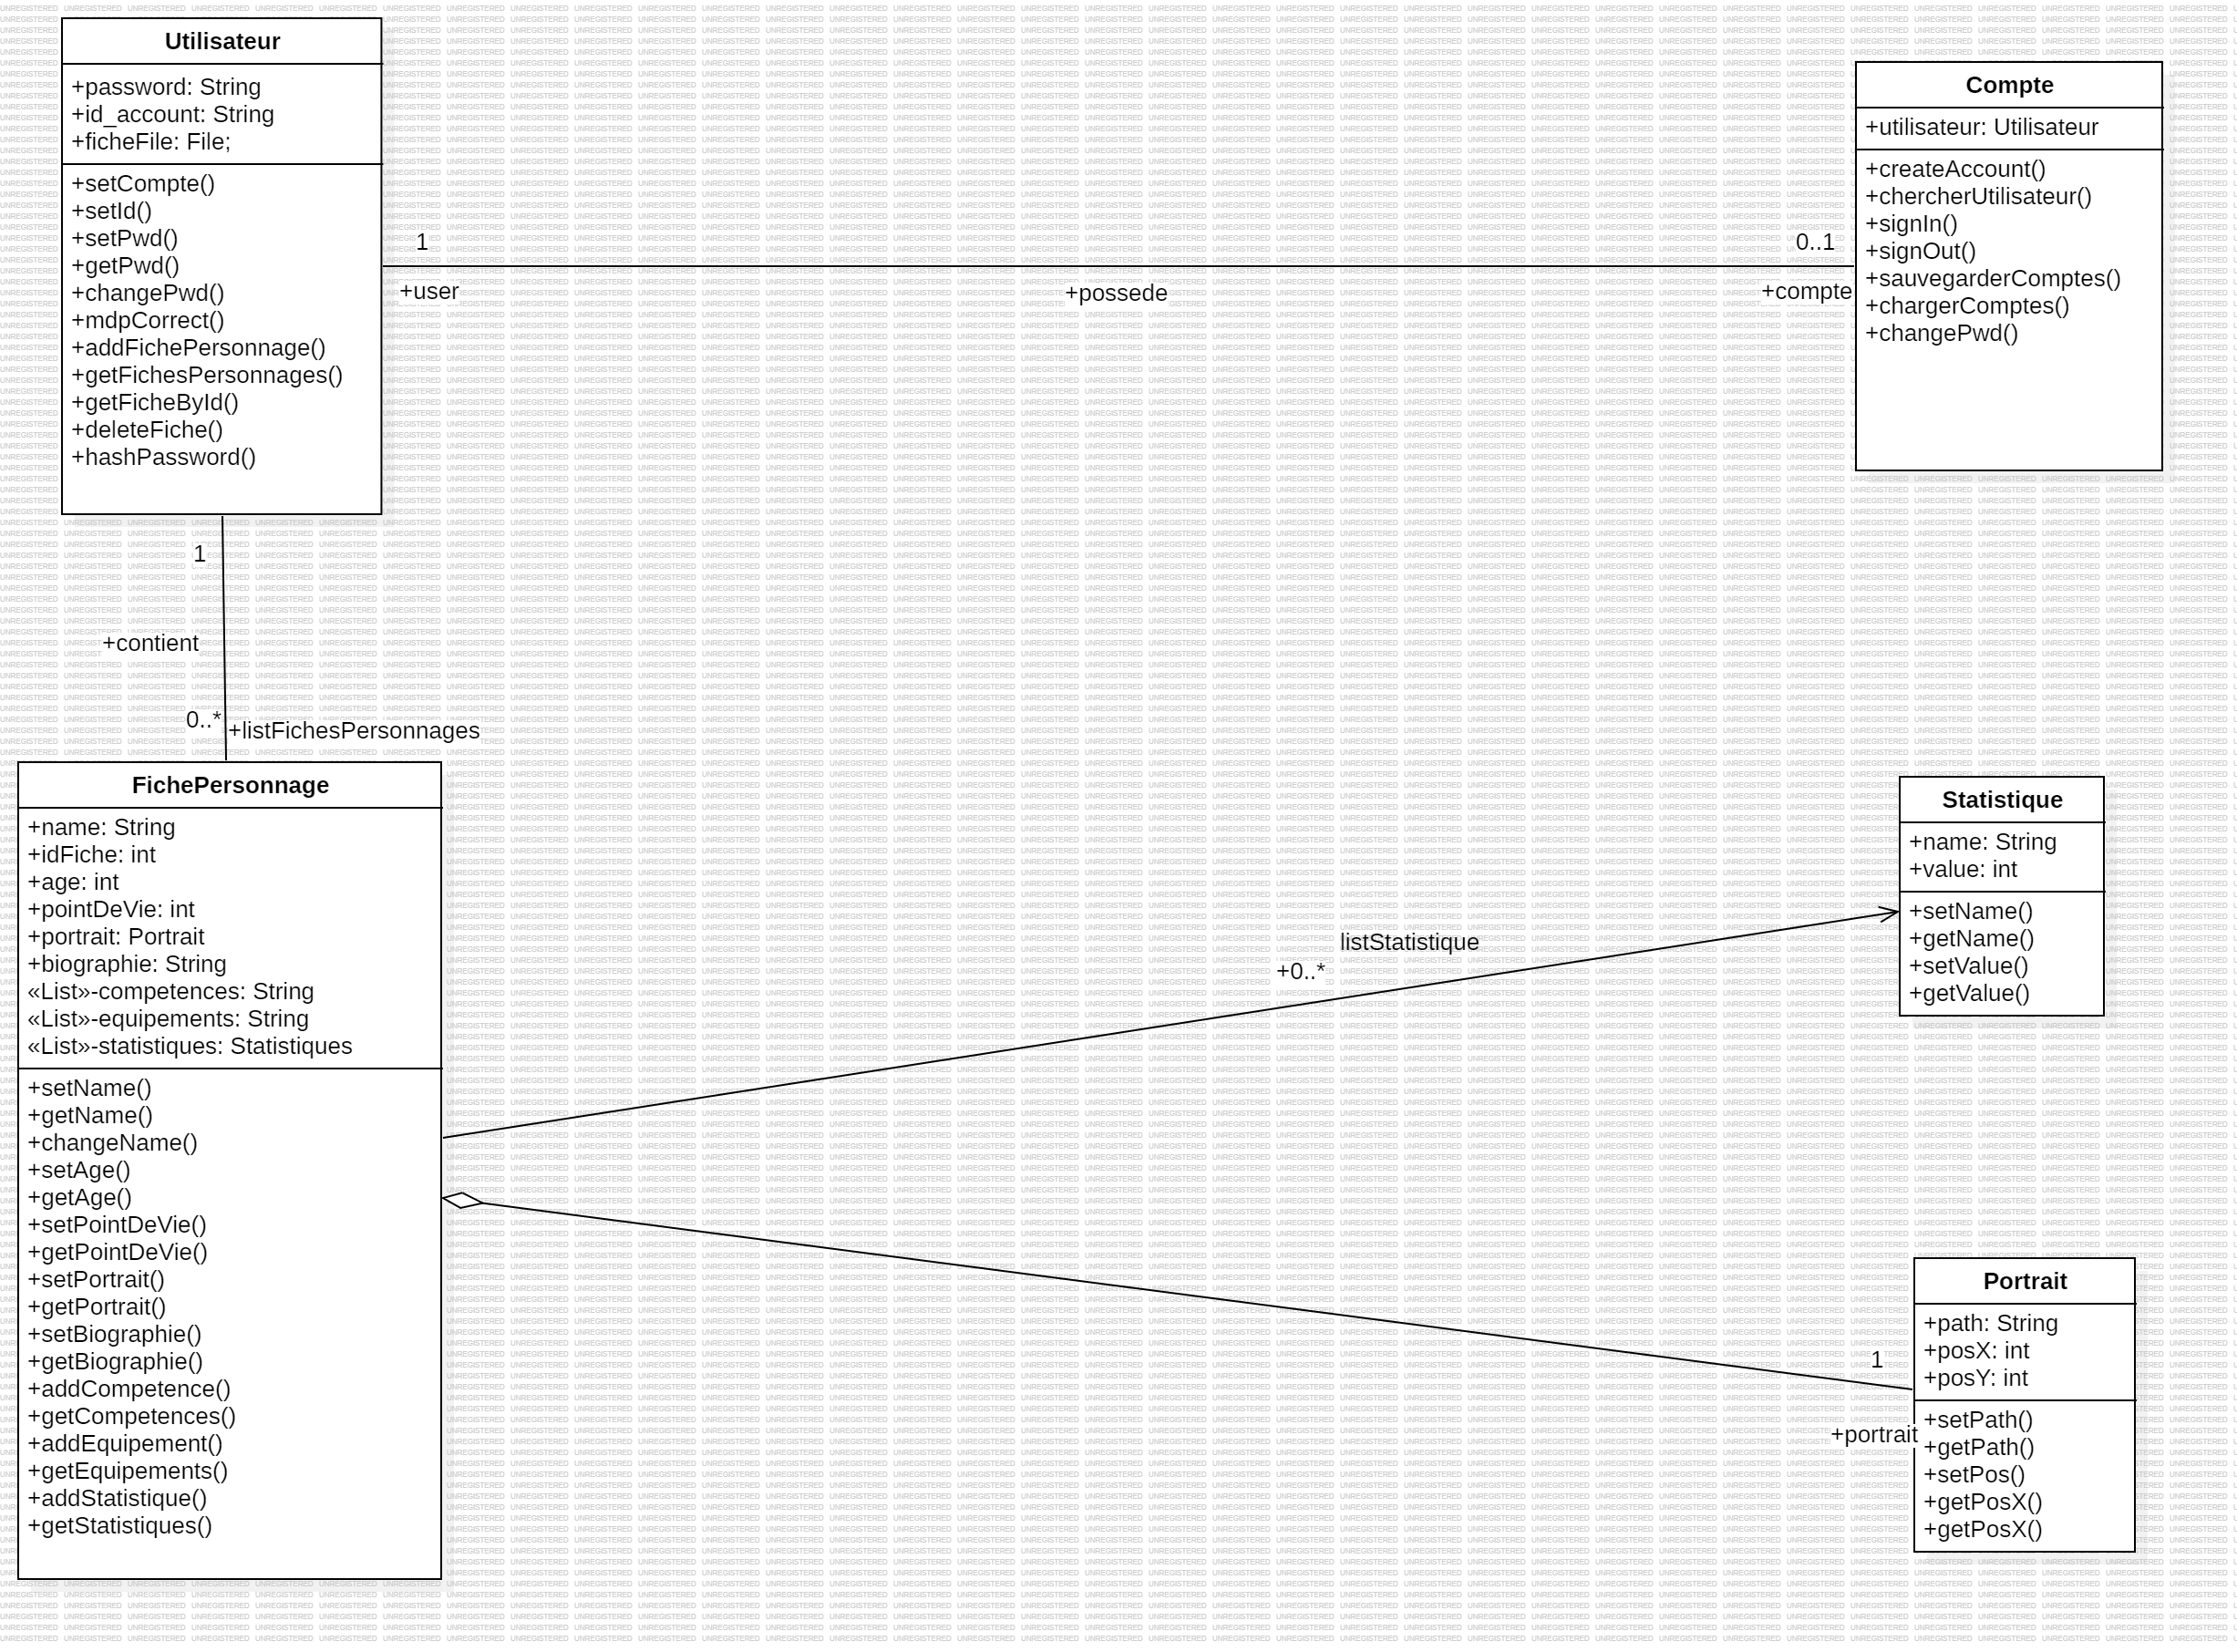 Utilisateur
+password: String
+id_account: String
+ficheFile: File;
+setCompte()
+setId()
+setPwd()
+getPwd()
+changePwd()
+mdpCorrect()
+addFichePersonnage()
+getFichesPersonnages()
+getFicheById()
+deleteFiche()
+hashPassword()
1
+user
+possede
0..1
+compte
Compte
+utilisateur: Utilisateur
+createAccount()
+chercherUtilisateur()
+signIn()
+signOut()
+sauvegarderComptes()
+chargerComptes()
+changePwd()
1
+contient
0..*
+listFichesPersonnages
FichePersonnage
+name: String
+idFiche: int
+age: int
+pointDeVie: int
+portrait: Portrait
+biographie: String
«List»-competences: String
«List»-equipements: String
«List»-statistiques: Statistiques
+setName()
+getName()
+changeName()
+setAge()
+getAge()
+setPointDeVie()
+getPointDeVie()
+setPortrait()
+getPortrait()
+setBiographie()
+getBiographie()
+addCompetence()
+getCompetences()
+addEquipement()
+getEquipements()
+addStatistique()
+getStatistiques()
listStatistique
+0..*
Statistique
+name: String
+value: int
+setName()
+getName()
+setValue()
+getValue()
1
+portrait
Portrait
+path: String
+posX: int
+posY: int
+setPath()
+getPath()
+setPos()
+getPosX()
+getPosX()
UNREGISTERED